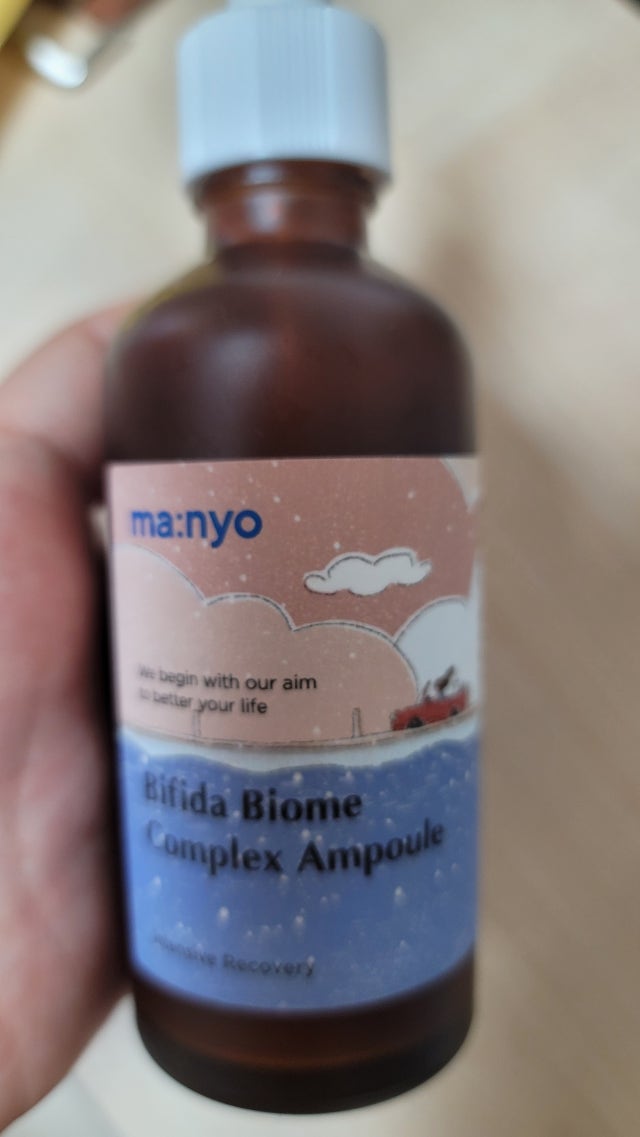 ma:nyo
We begin with our aim
to better your life
Bifida Biome
Complex Ampoule
Intensive Recovery